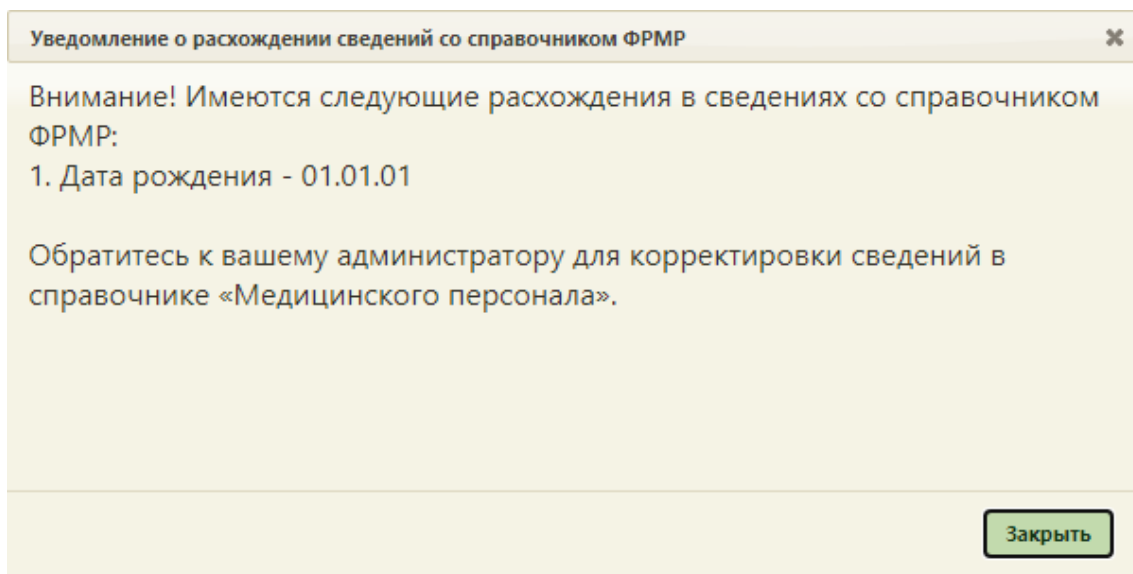 Уведомление о расхождении сведений со справочником ФРМР
Внимание! Имеются следующие расхождения в сведениях со справочником
ФРМР:
1. Дата рождения - 01.01.01
Обратитесь к вашему администратору для корректировки сведений в
справочнике «Медицинского персонала».
Закрыть